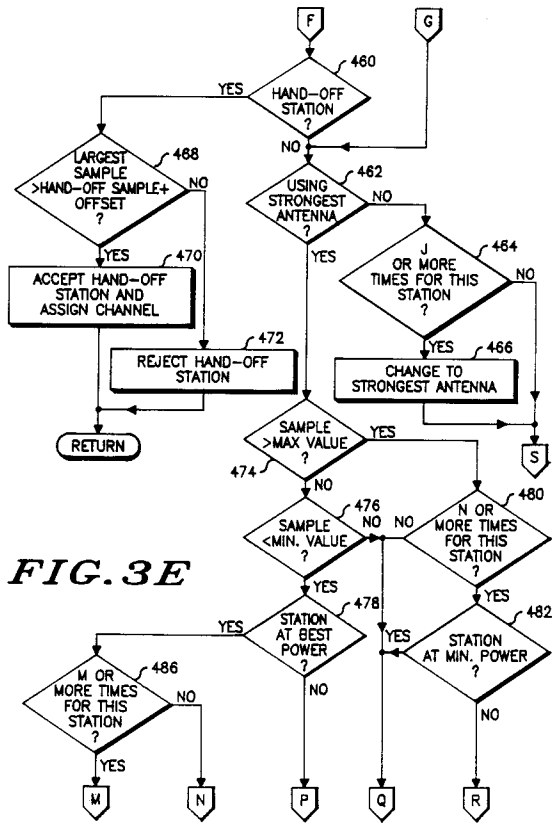 F
G
460
HAND-OFF
STATION
?
YES
NO
468
LARGEST
SAMPLE
>HAND-OFF SAMPLE+
OFFSET
?
NO
YES
462
USING
STRONGEST
ANTENNA
?
NO
YES
464
J
OR MORE
TIMES FOR THIS
STATION
?
NO
YES
470
ACCEPT HAND-OFF
STATION AND
ASSIGN CHANNEL
472
REJECT HAND-OFF
STATION
466
CHANGE TO
STRONGEST ANTENNA
RETURN
S
SAMPLE
>MAX VALUE
?
474
YES
NO
476
SAMPLE
<MIN. VALUE
?
NO
YES
480
N OR
MORE TIMES
FOR THIS
STATION
?
NO
YES
FIG. 3E
478
STATION
AT BEST
POWER
?
YES
NO
482
STATION
AT MIN. POWER
?
YES
NO
486
M OR
MORE TIMES
FOR THIS
STATION
?
NO
YES
M
N
P
Q
R